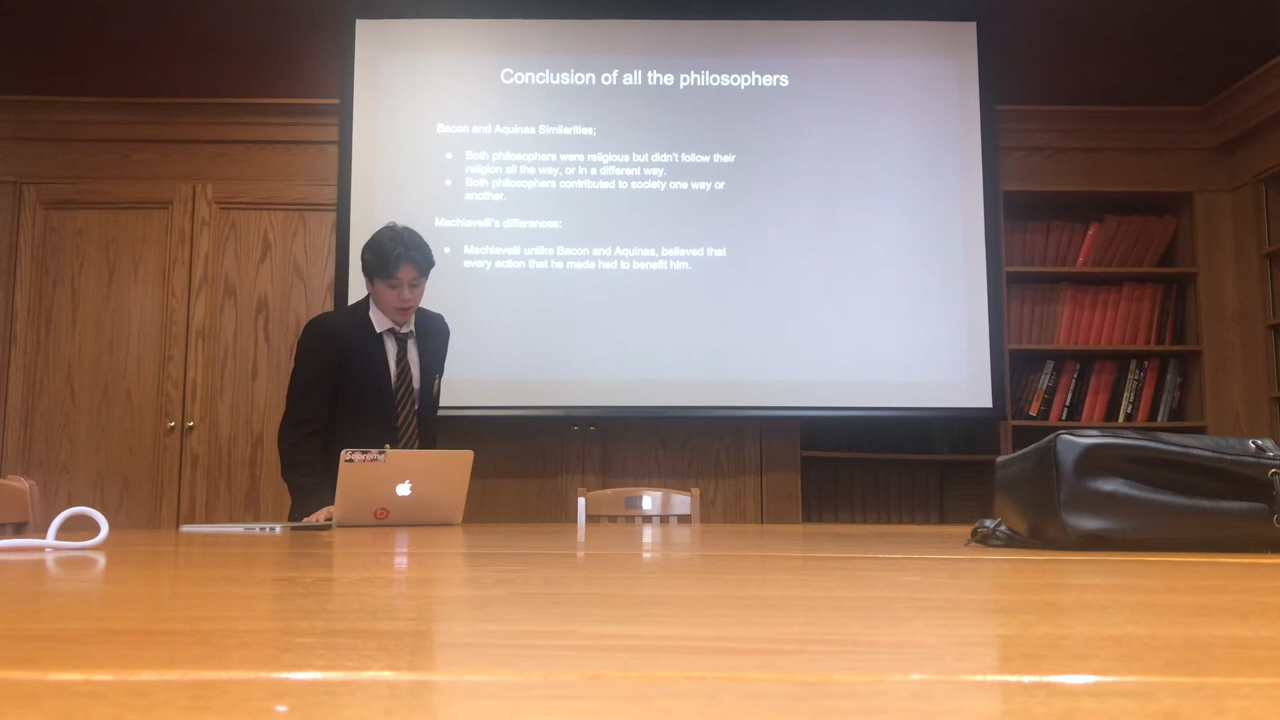 Conclusion of all the philosophers
Bacon and Aquinas Similarities;
● Both philosophers were religious but didn't follow their
religion all the way, or in a different way.
● Both philosophers contributed to society one way or
another.
Machiavelli's differences:
● Machiavelli unlike Bacon and Aquinas, believed that
every action that he made had to benefit him.
Supreme